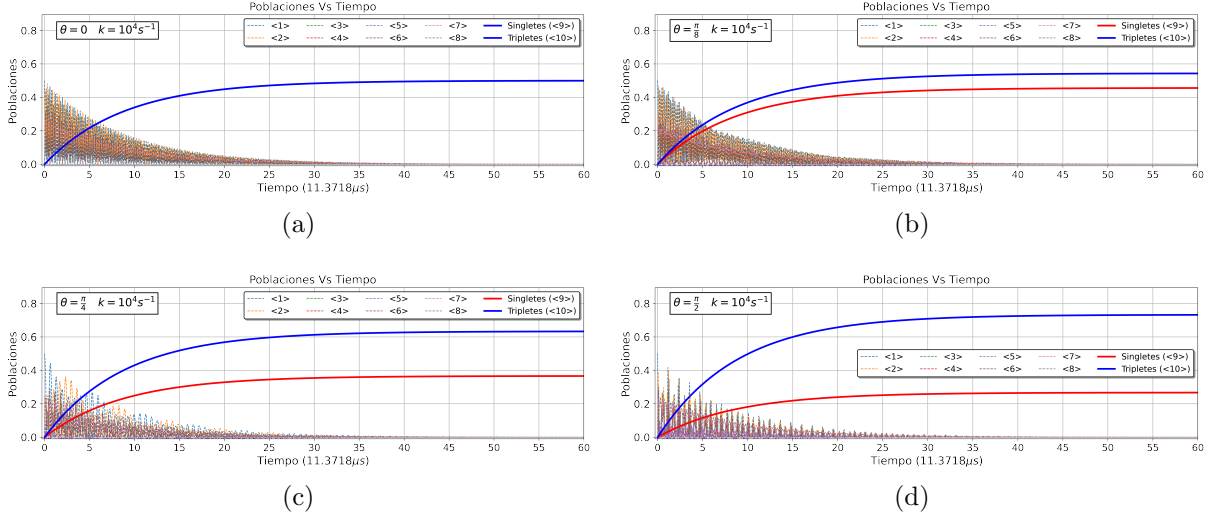 Poblaciones Vs Tiempo
θ = 0   k = 10⁴s⁻¹
<1> <3> <5> <7> Singletes (<9>)
<2> <4> <6> <8> Tripletes (<10>)
Poblaciones
0.8
0.6
0.4
0.2
0.0
0 5 10 15 20 25 30 35 40 45 50 55 60
Tiempo (11.3718μs)
(a)
Poblaciones Vs Tiempo
θ = π/8   k = 10⁴s⁻¹
<1> <3> <5> <7> Singletes (<9>)
<2> <4> <6> <8> Tripletes (<10>)
Poblaciones
0.8
0.6
0.4
0.2
0.0
0 5 10 15 20 25 30 35 40 45 50 55 60
Tiempo (11.3718μs)
(b)
Poblaciones Vs Tiempo
θ = π/4   k = 10⁴s⁻¹
<1> <3> <5> <7> Singletes (<9>)
<2> <4> <6> <8> Tripletes (<10>)
Poblaciones
0.8
0.6
0.4
0.2
0.0
0 5 10 15 20 25 30 35 40 45 50 55 60
Tiempo (11.3718μs)
(c)
Poblaciones Vs Tiempo
θ = π/2   k = 10⁴s⁻¹
<1> <3> <5> <7> Singletes (<9>)
<2> <4> <6> <8> Tripletes (<10>)
Poblaciones
0.8
0.6
0.4
0.2
0.0
0 5 10 15 20 25 30 35 40 45 50 55 60
Tiempo (11.3718μs)
(d)